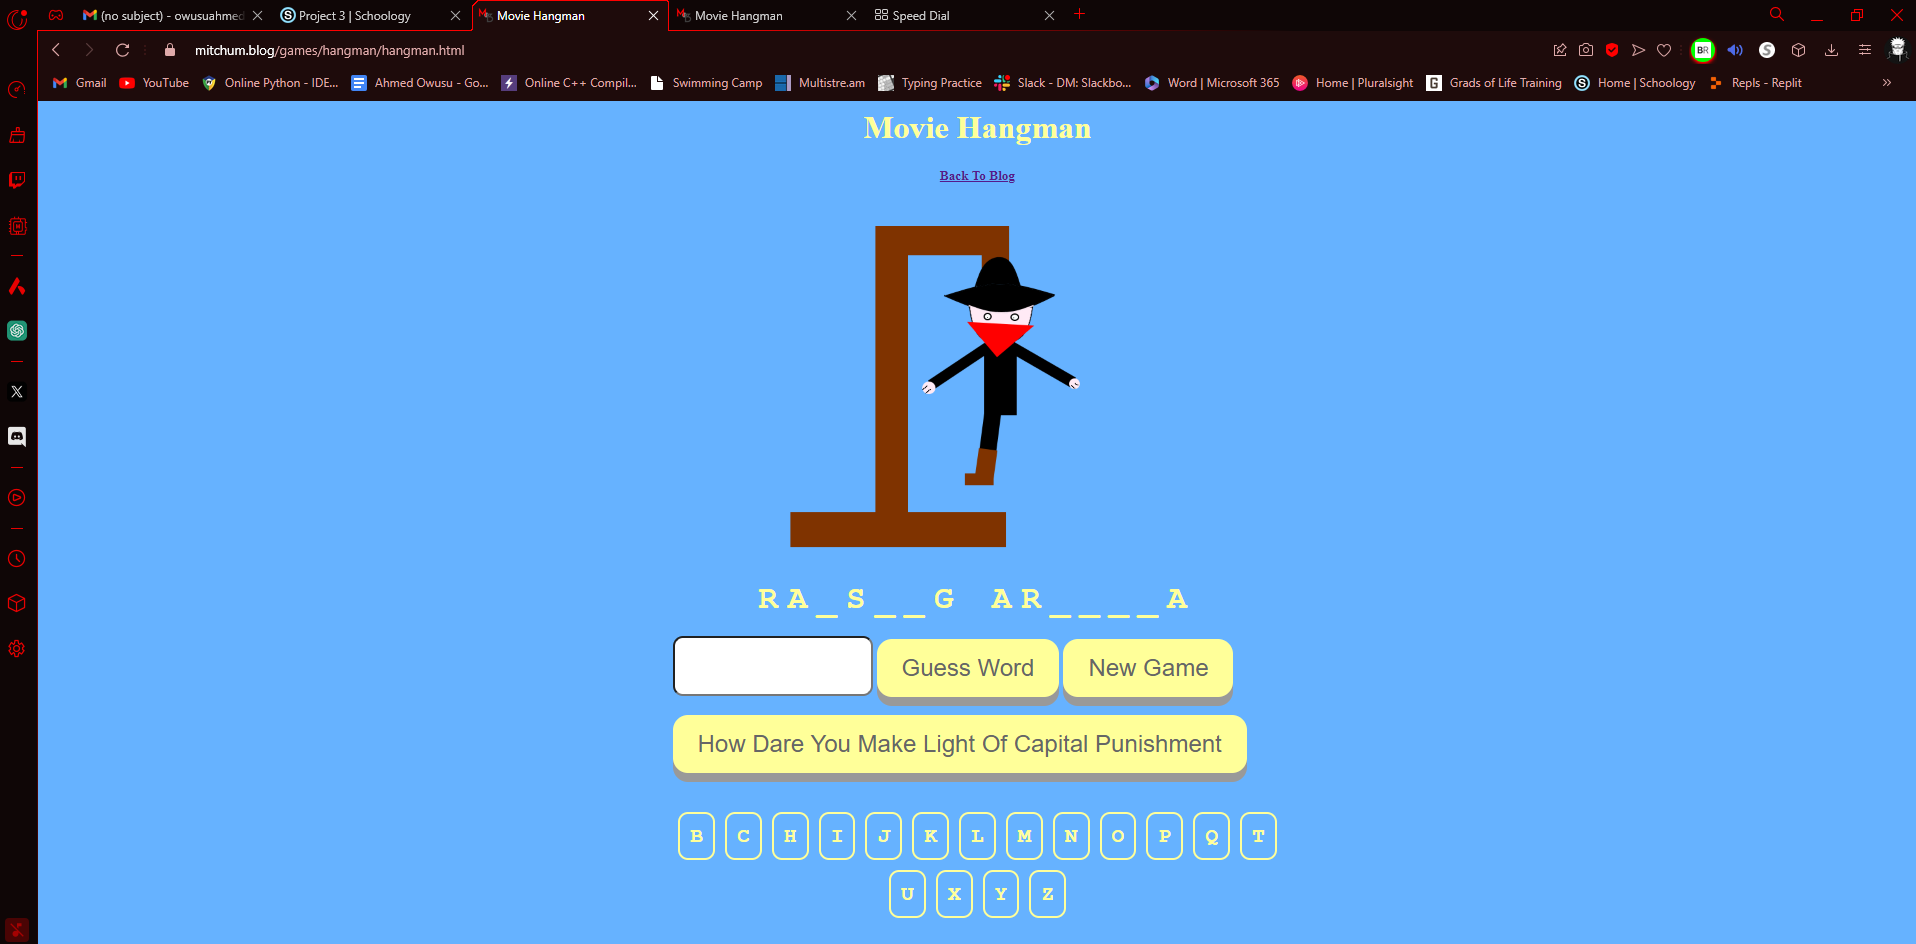 (no subject) - owusuahmed
Project 3 | Schoology
Movie Hangman
Movie Hangman
Speed Dial
mitchum.blog/games/hangman/hangman.html
Gmail
YouTube
Online Python - IDE...
Ahmed Owusu - Go...
Online C++ Compil...
Swimming Camp
Multistre.am
Typing Practice
Slack - DM: Slackbo...
Word | Microsoft 365
Home | Pluralsight
Grads of Life Training
Home | Schoology
Repls - Replit
Movie Hangman
Back To Blog
RA_S__G AR____A
Guess Word
New Game
How Dare You Make Light Of Capital Punishment
B C H I J K L M N O P Q T
U X Y Z